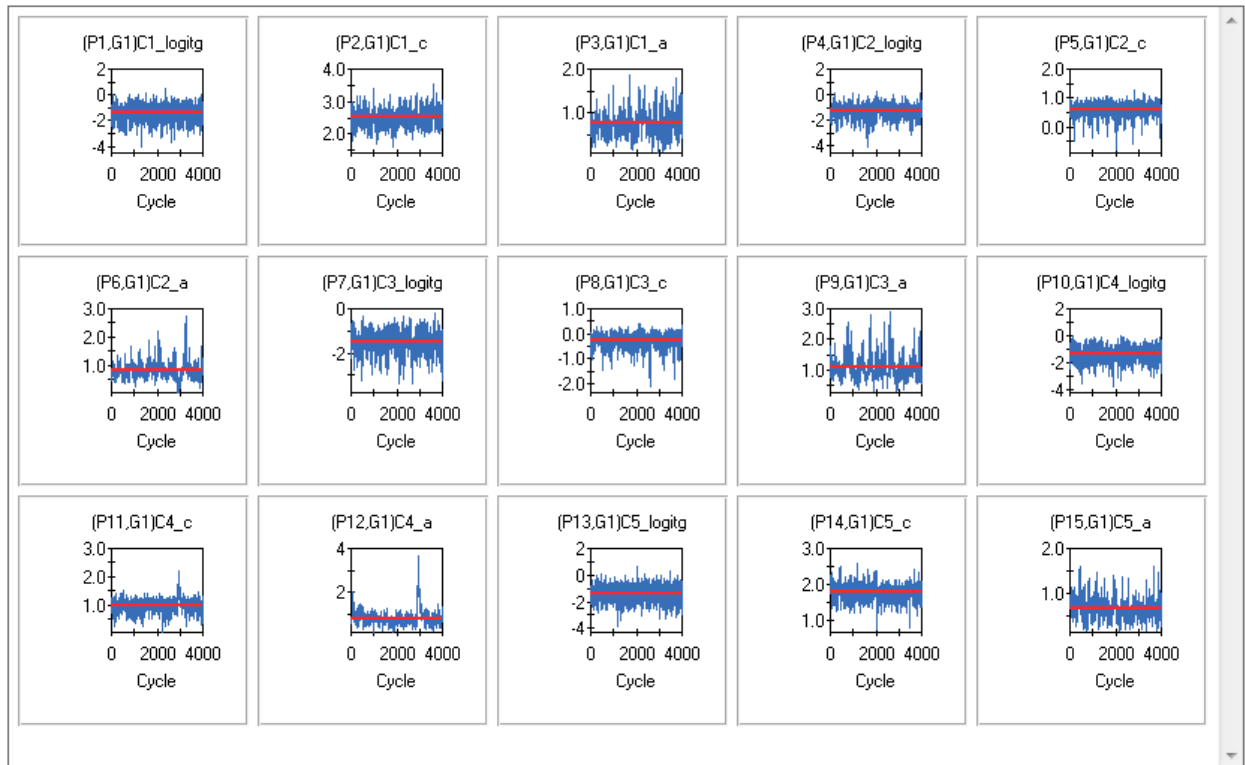 (P1,G1)C1_logitg
2
0
-2
-4
0 2000 4000
Cycle
(P2,G1)C1_c
4.0
3.0
2.0
0 2000 4000
Cycle
(P3,G1)C1_a
2.0
1.0
0 2000 4000
Cycle
(P4,G1)C2_logitg
2
0
-2
-4
0 2000 4000
Cycle
(P5,G1)C2_c
2.0
1.0
0.0
0 2000 4000
Cycle
(P6,G1)C2_a
3.0
2.0
1.0
0 2000 4000
Cycle
(P7,G1)C3_logitg
0
-2
0 2000 4000
Cycle
(P8,G1)C3_c
1.0
0.0
-1.0
-2.0
0 2000 4000
Cycle
(P9,G1)C3_a
3.0
2.0
1.0
0 2000 4000
Cycle
(P10,G1)C4_logitg
2
0
-2
-4
0 2000 4000
Cycle
(P11,G1)C4_c
3.0
2.0
1.0
0 2000 4000
Cycle
(P12,G1)C4_a
4
2
0 2000 4000
Cycle
(P13,G1)C5_logitg
2
0
-2
-4
0 2000 4000
Cycle
(P14,G1)C5_c
3.0
2.0
1.0
0 2000 4000
Cycle
(P15,G1)C5_a
2.0
1.0
0 2000 4000
Cycle